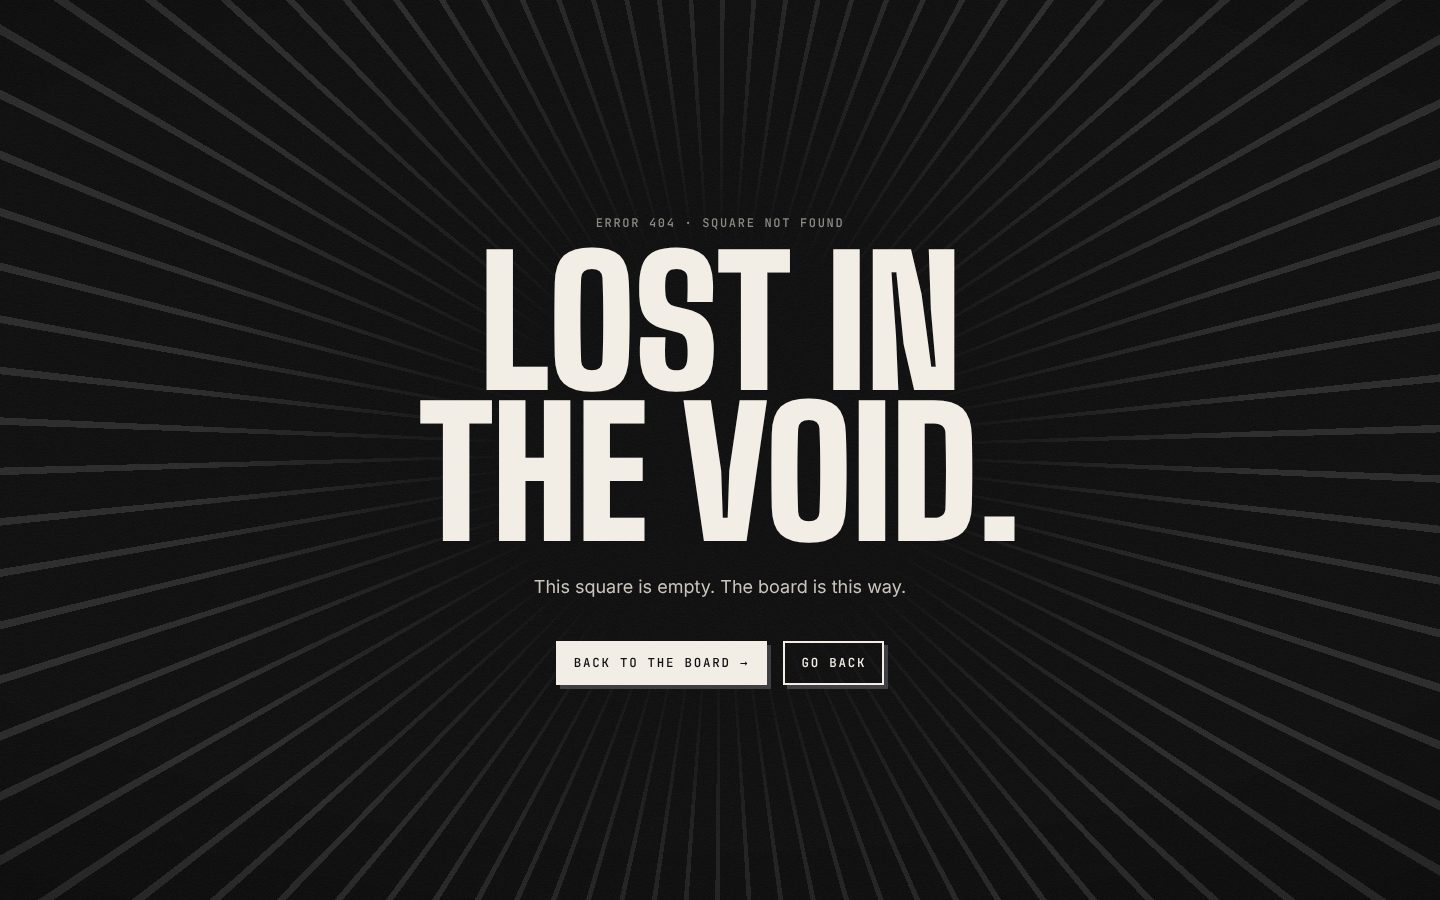 ERROR 404 · SQUARE NOT FOUND
LOST IN
THE VOID.
This square is empty. The board is this way.
BACK TO THE BOARD →
GO BACK